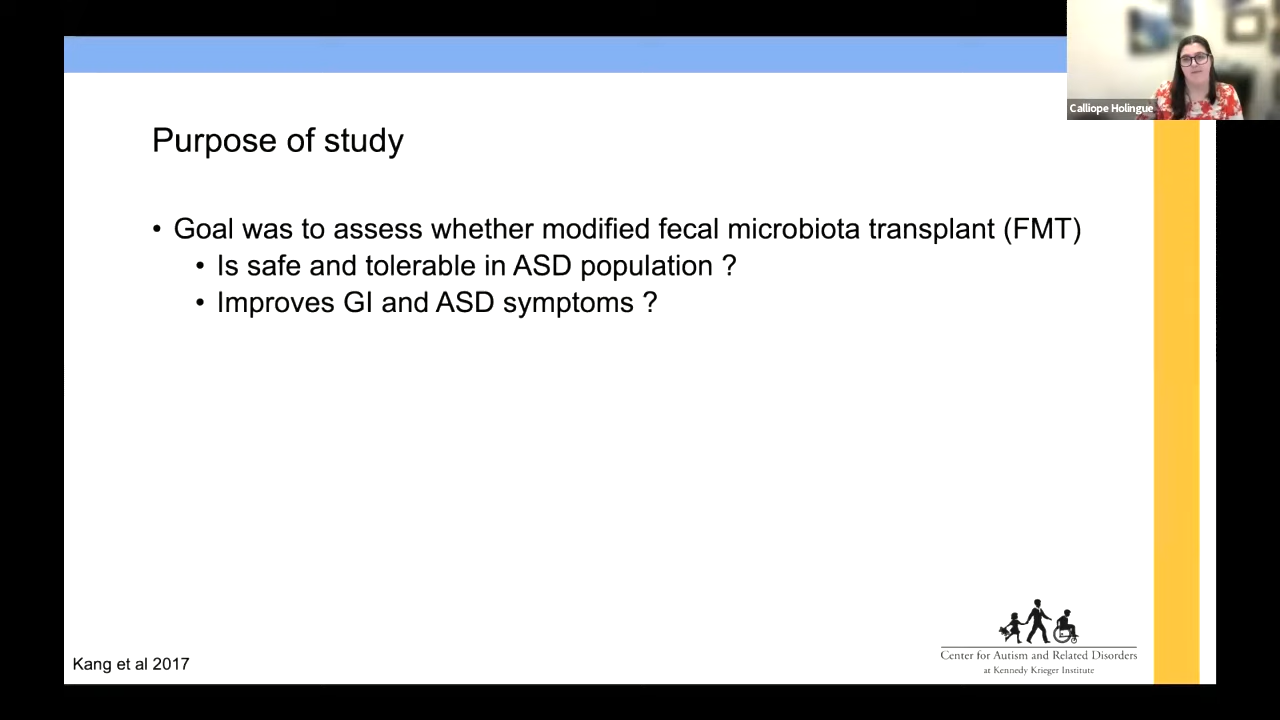 Calliope Holingue
Purpose of study
• Goal was to assess whether modified fecal microbiota transplant (FMT)
• Is safe and tolerable in ASD population ?
• Improves GI and ASD symptoms ?
Center for Autism and Related Disorders
at Kennedy Krieger Institute
Kang et al 2017